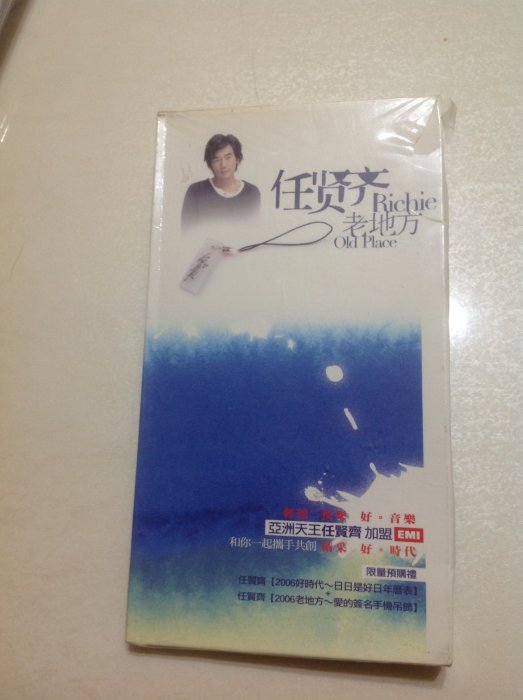 任贤齐
Richie
老地方
Old Place
好。音樂
亞洲天王任賢齊 加盟 EMI
和你一起攜手共創 好。時代
限量預購禮
任賢齊【2006好時代～日日是好日年曆表】
+
任賢齊【2006老地方～愛的簽名手機吊飾】